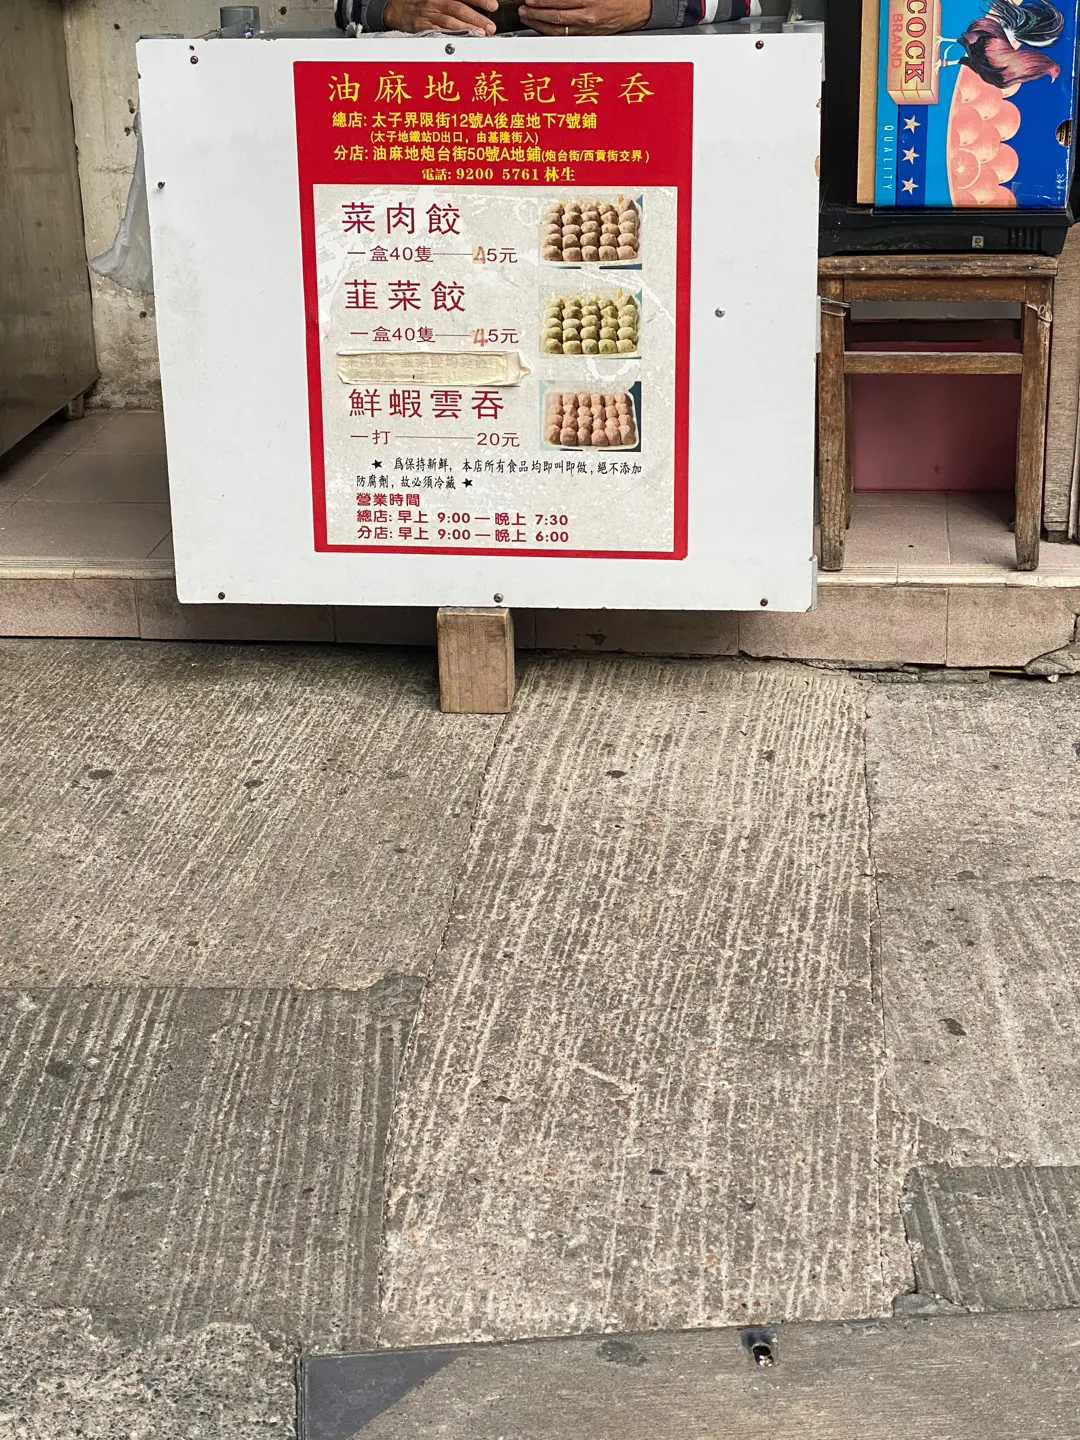 油麻地蘇記雲吞
總店: 太子界限街12號A後座地下7號鋪
(太子地鐵站D出口, 由基隆街入)
分店: 油麻地炮台街50號A地鋪(炮台街/西貢街交界)
電話: 9200 5761 林生
菜肉餃
一盒40隻——45元
韮菜餃
一盒40隻——45元
鮮蝦雲吞
一打————20元
★ 為保持新鮮, 本店所有食品均即叫即做, 絕不添加
防腐劑, 故必須冷藏 ★
營業時間
總店: 早上 9:00 — 晚上 7:30
分店: 早上 9:00 — 晚上 6:00
COCK
BRAND
QUALITY